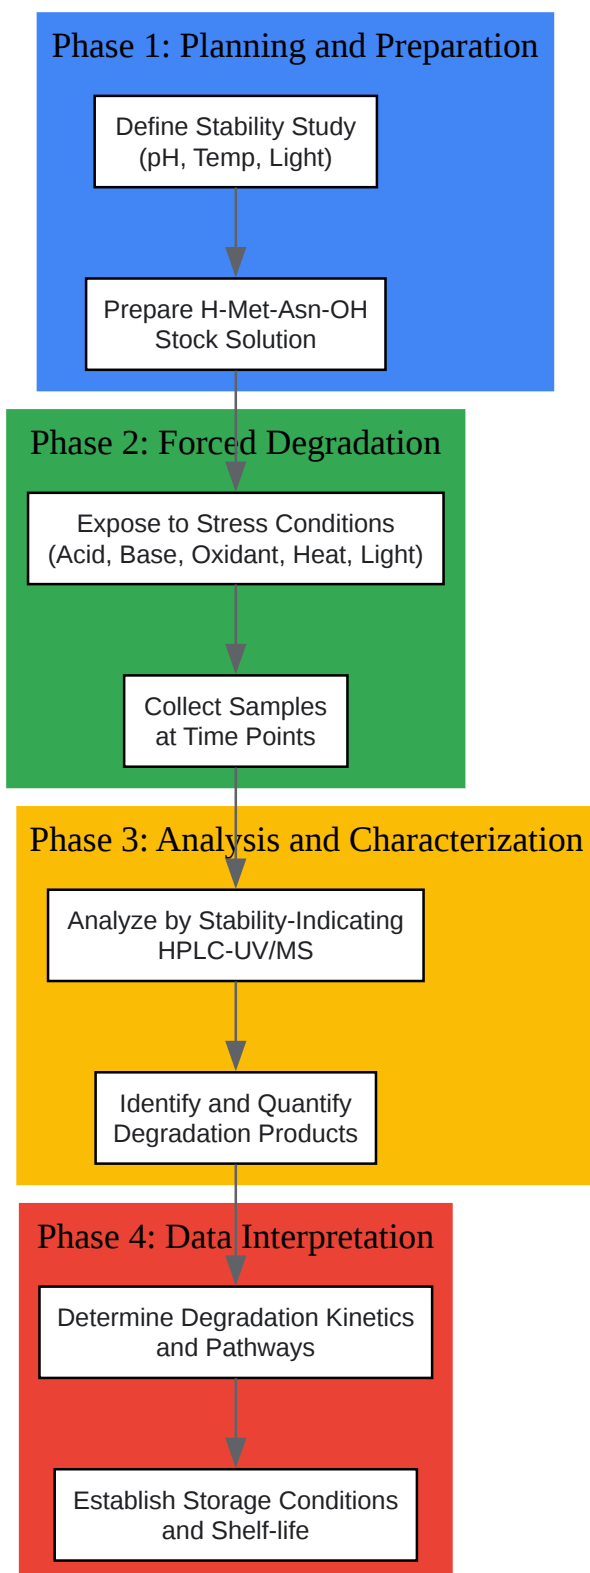 Phase 1: Planning and Preparation
Define Stability Study
(pH, Temp, Light)
Prepare H-Met-Asn-OH
Stock Solution
Phase 2: Forced Degradation
Expose to Stress Conditions
(Acid, Base, Oxidant, Heat, Light)
Collect Samples
at Time Points
Phase 3: Analysis and Characterization
Analyze by Stability-Indicating
HPLC-UV/MS
Identify and Quantify
Degradation Products
Phase 4: Data Interpretation
Determine Degradation Kinetics
and Pathways
Establish Storage Conditions
and Shelf-life